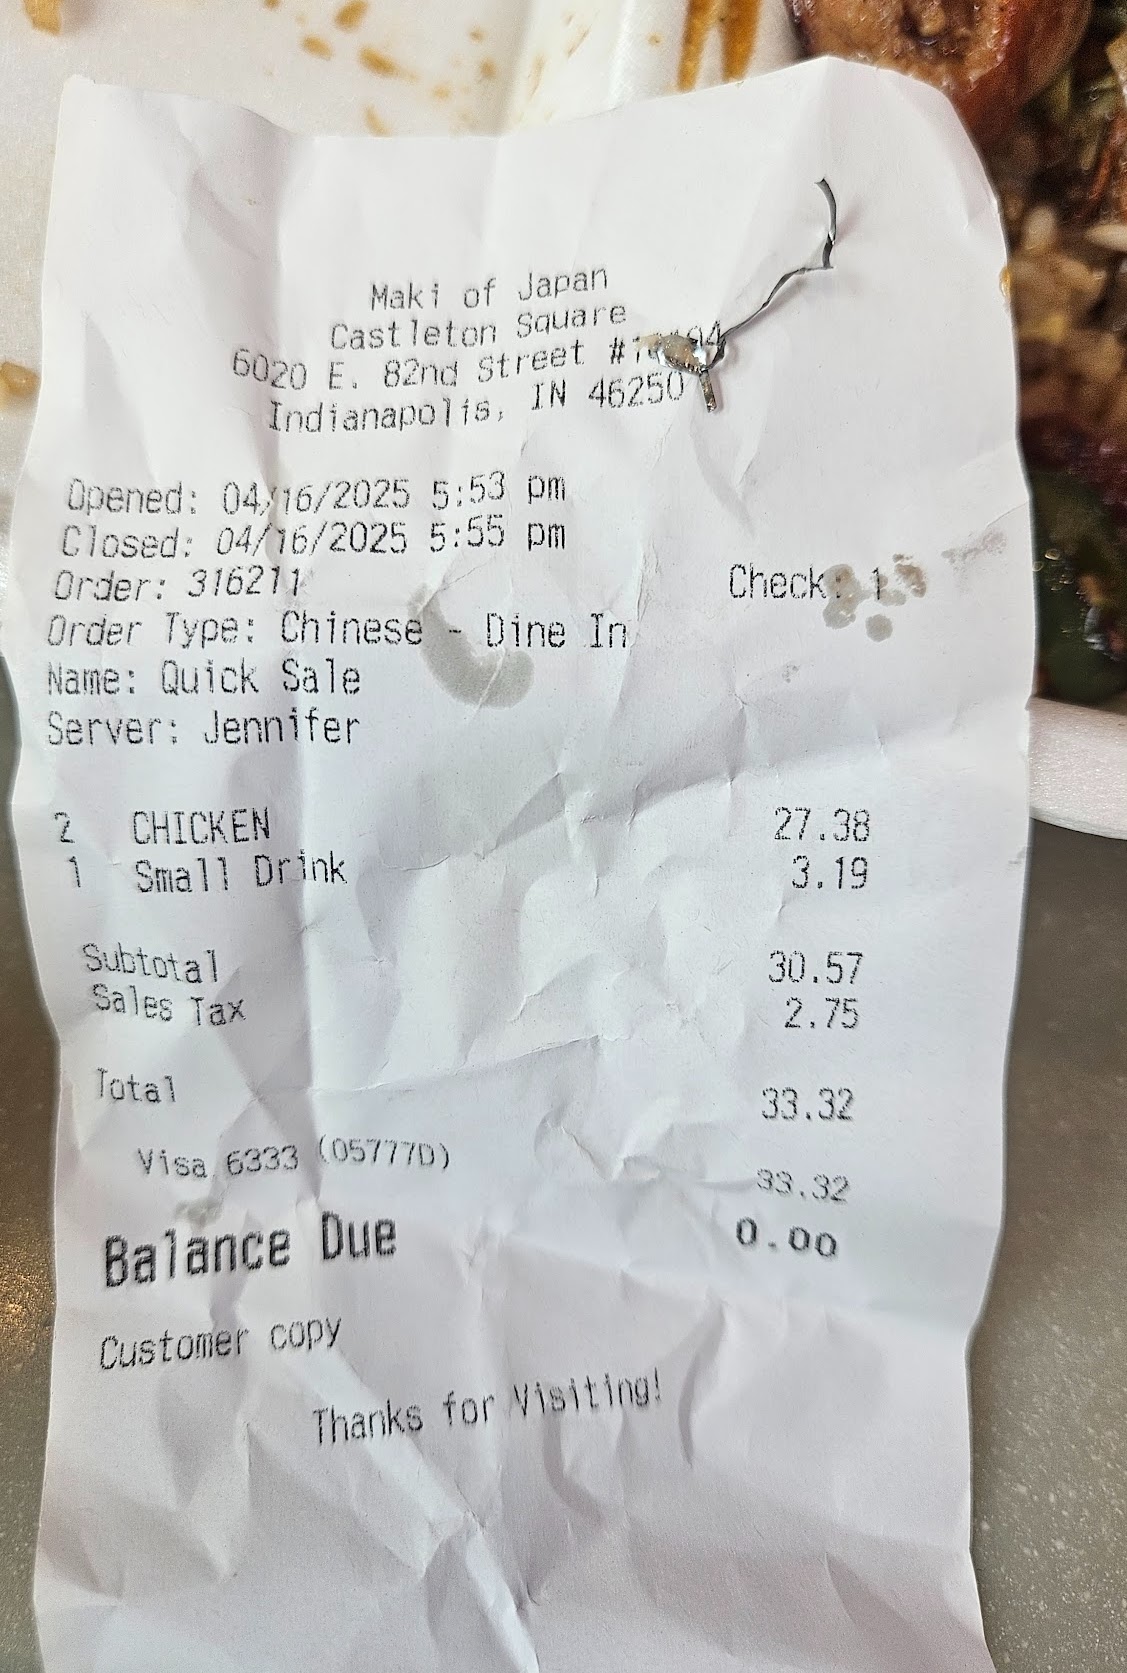 Maki of Japan
Castleton Square
6020 E. 82nd Street
Indianapolis, IN 46250
Opened: 04/16/2025 5:53 pm
Closed: 04/16/2025 5:55 pm
Order: 316211 Check: 1
Order Type: Chinese - Dine In
Name: Quick Sale
Server: Jennifer
2 CHICKEN 27.38
1 Small Drink 3.19
Subtotal 30.57
Sales Tax 2.75
Total 33.32
Visa 6333 (05777D) 33.32
Balance Due 0.00
Customer copy
Thanks for Visiting!